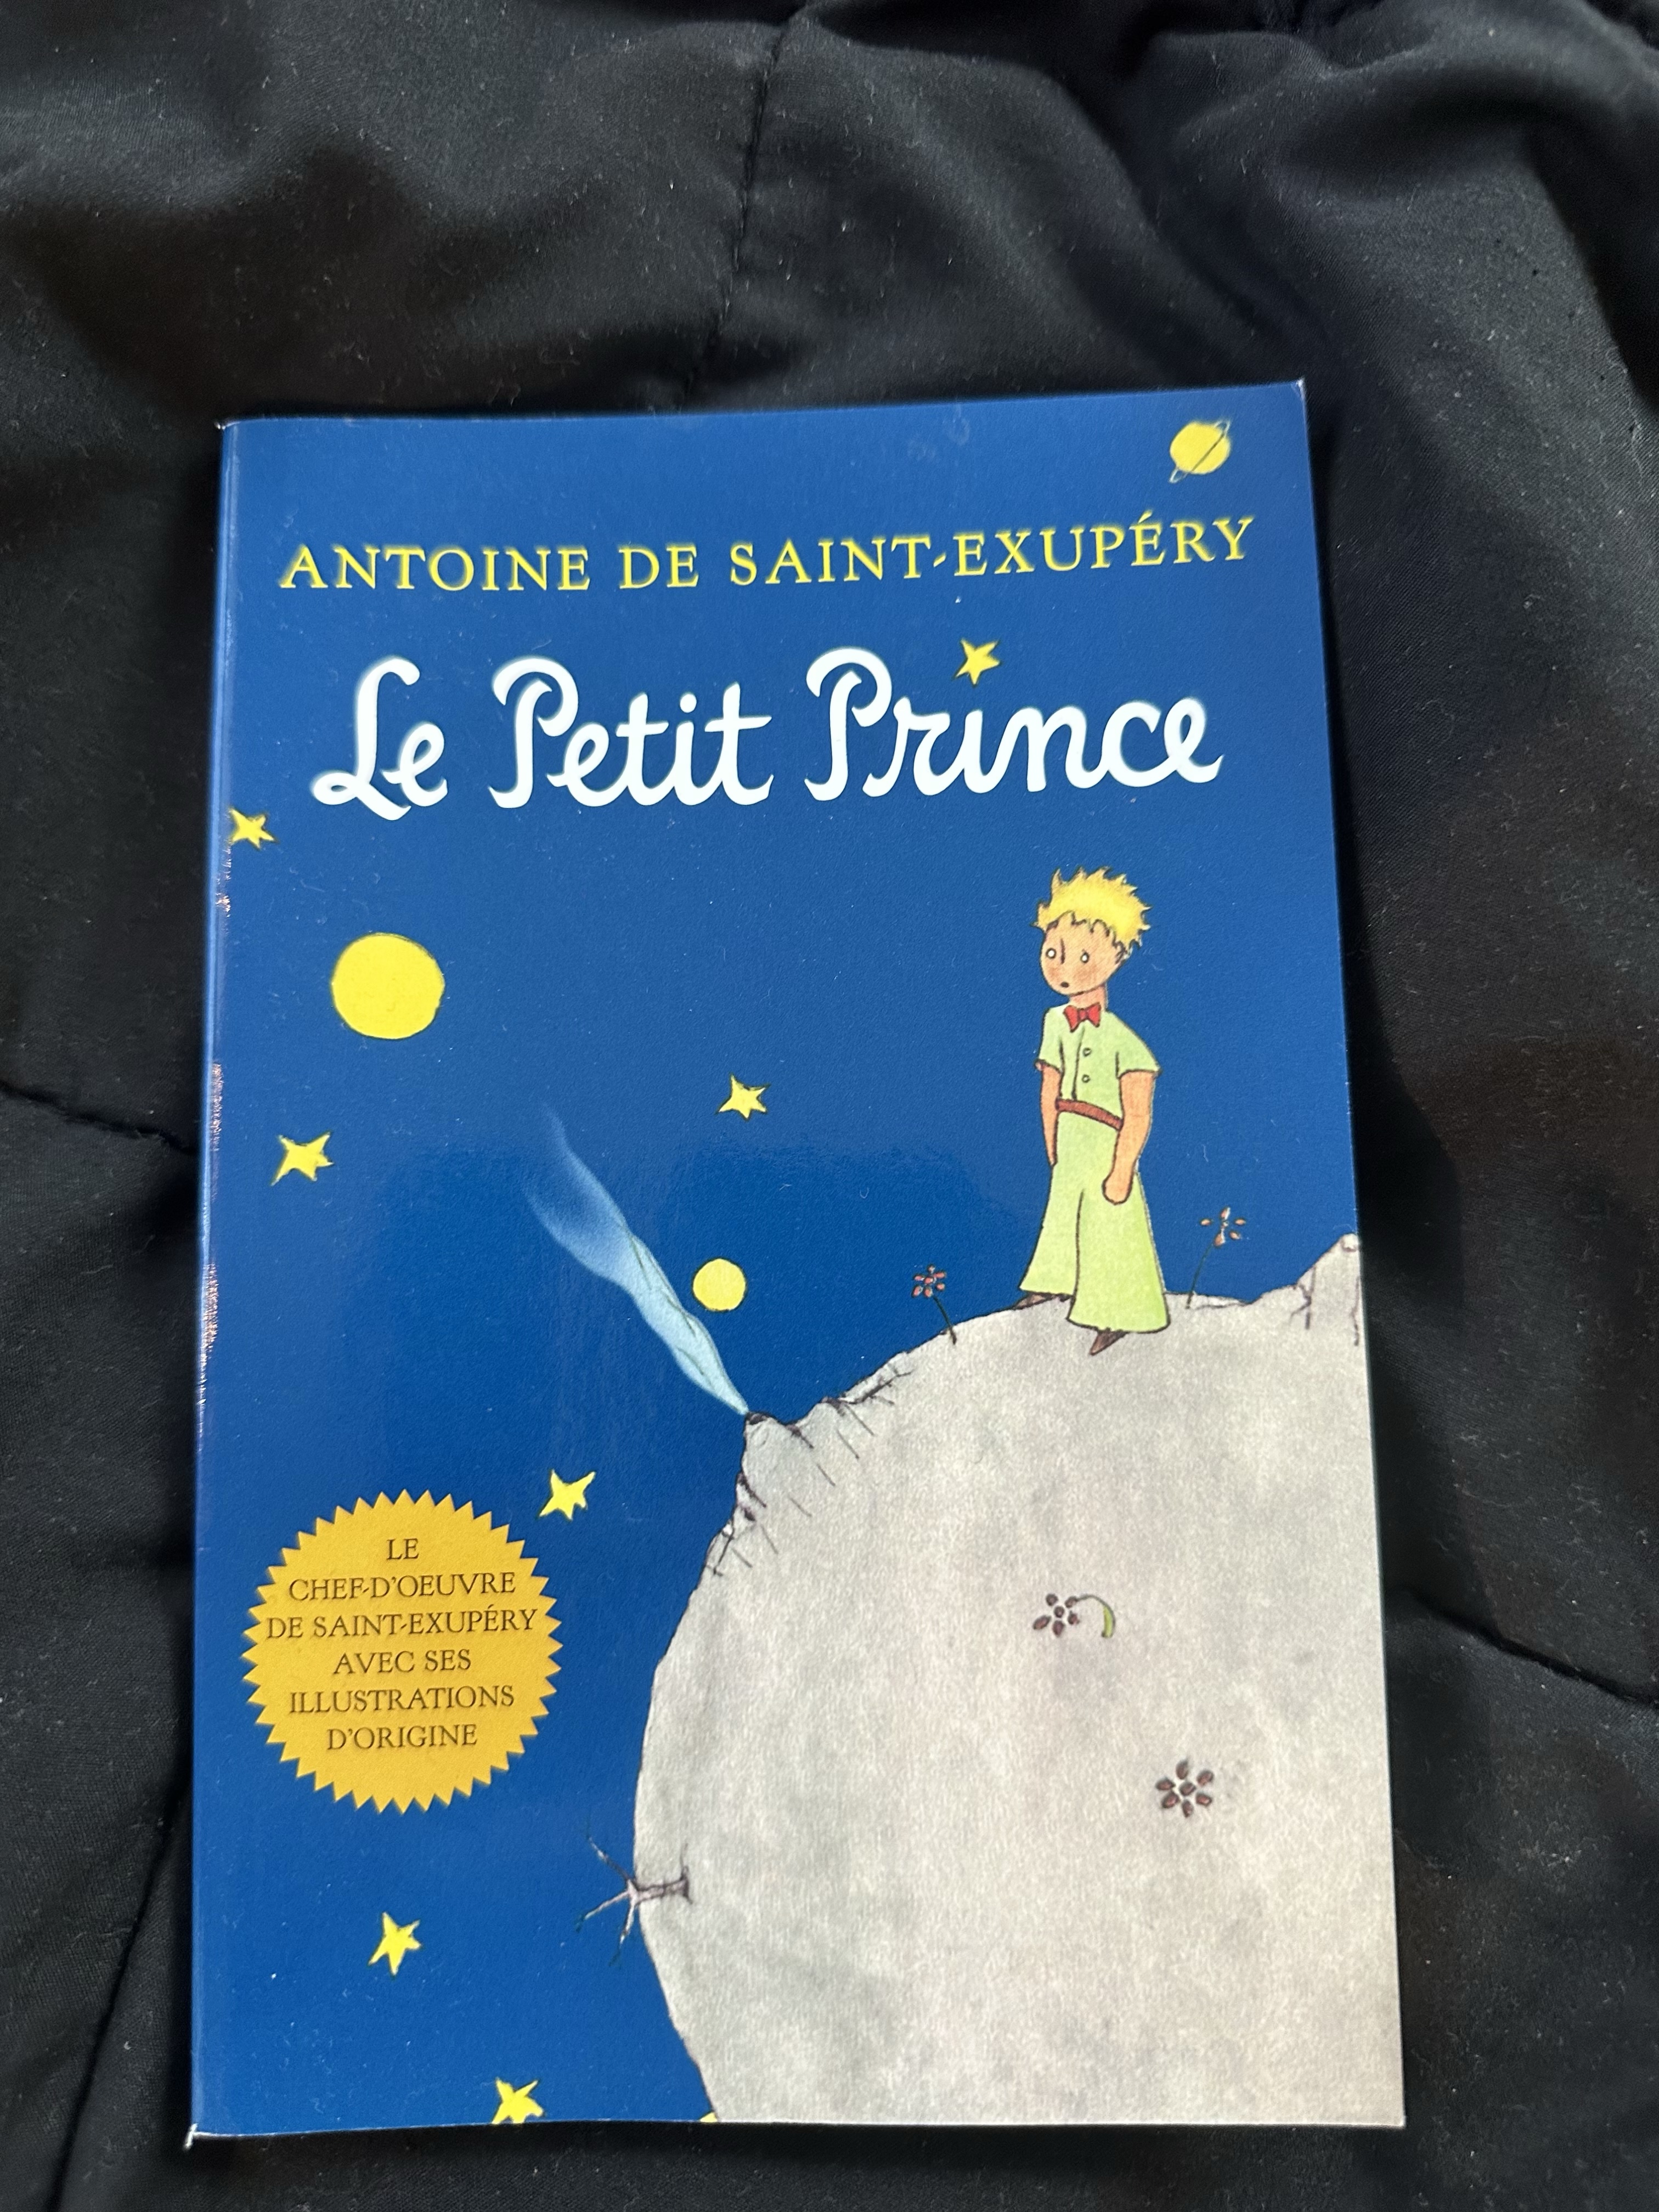 ANTOINE DE SAINT-EXUPÉRY
Le Petit Prince
LE
CHEF-D'OEUVRE
DE SAINT-EXUPÉRY
AVEC SES
ILLUSTRATIONS
D'ORIGINE